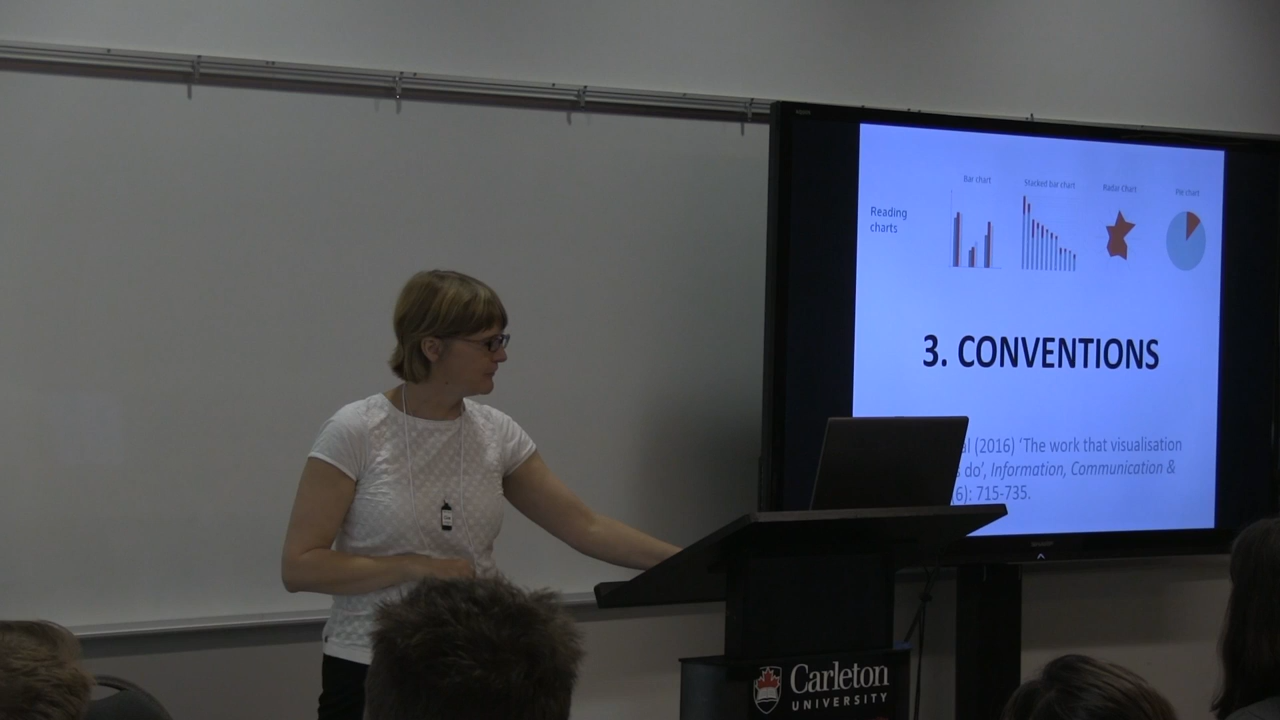 Bar chart
Stacked bar chart
Radar Chart
Pie chart
Reading
charts
3. CONVENTIONS
al (2016) ‘The work that visualisation
s do’, Information, Communication &
(6): 715-735.
SHARP
Carleton
UNIVERSITY